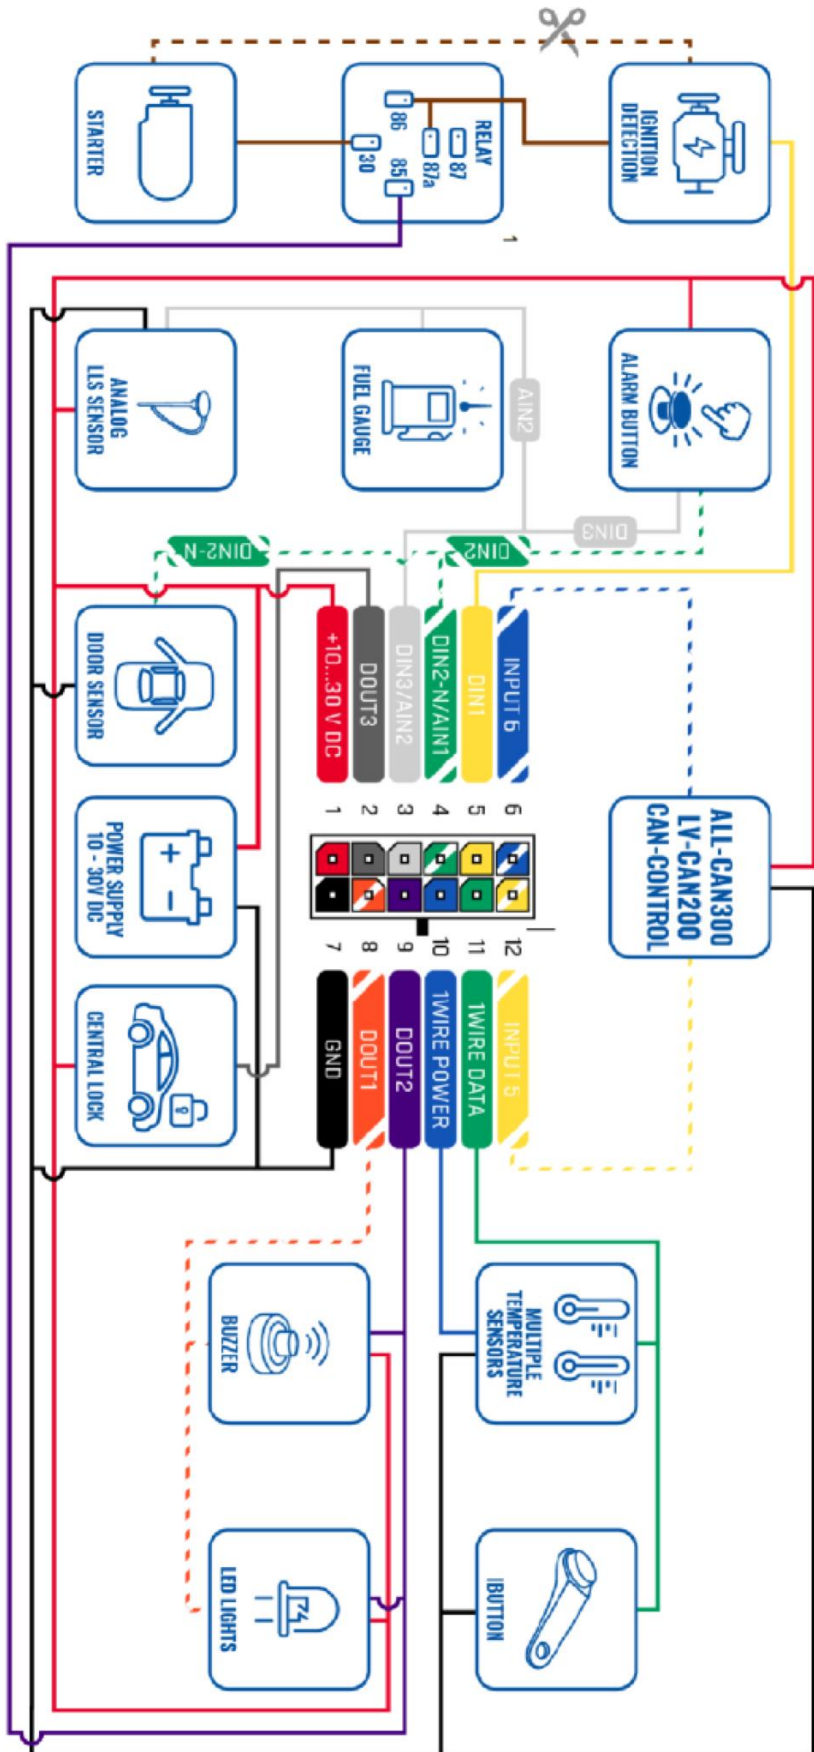 STARTER
RELAY
86
87a
87
30
85
IGNITION
DETECTION
1
ANALOG
LLS SENSOR
FUEL GAUGE
AIN2
ALARM BUTTON
DIN3
DIN2-N
DIN2
DOOR SENSOR
POWER SUPPLY
10 - 30V DC
CENTRAL LOCK
+10...30 V DC
DOUT3
DIN3/AIN2
DIN2-N/AIN1
DIN1
INPUT 6
1
2
3
4
5
6
7
8
9
10
11
12
GND
DOUT1
DOUT2
1WIRE POWER
1WIRE DATA
INPUT 5
ALL-CAN300
LV-CAN200
CAN-CONTROL
BUZZER
MULTIPLE
TEMPERATURE
SENSORS
LED LIGHTS
IBUTTON